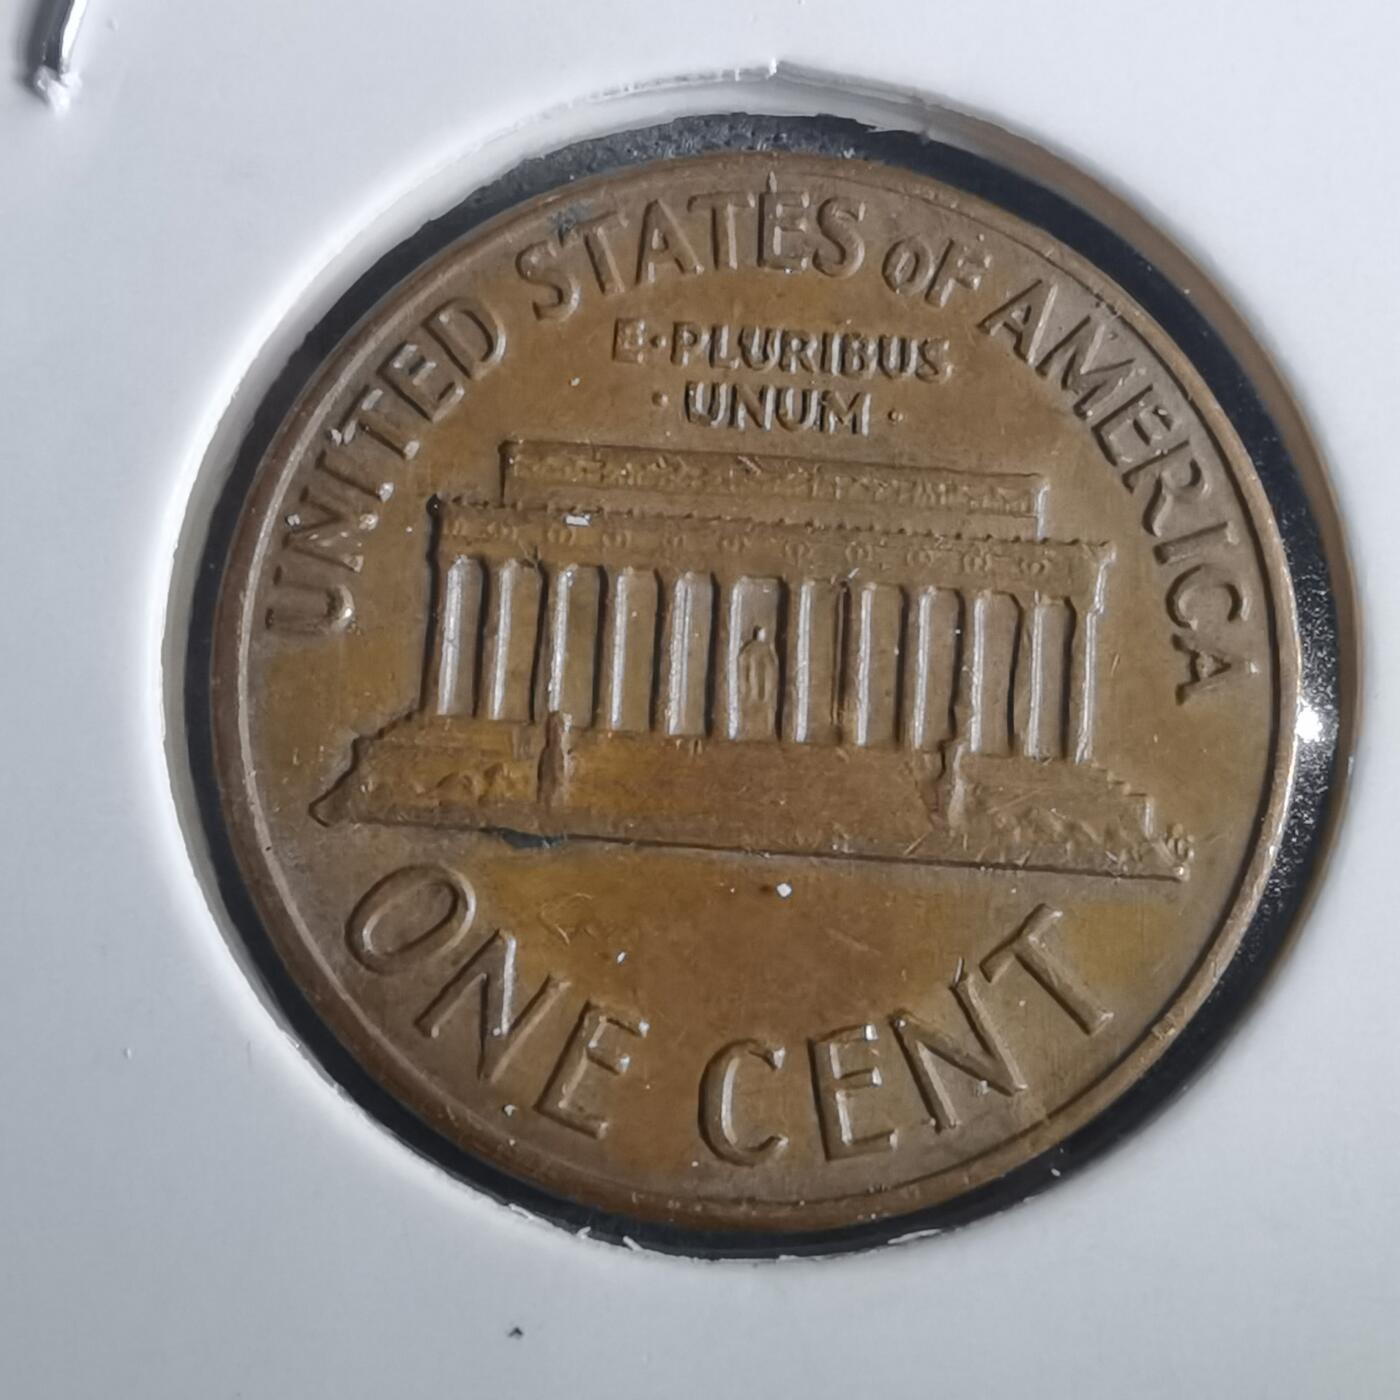 UNITED STATES OF AMERICA
E·PLURIBUS
·UNUM·
ONE CENT